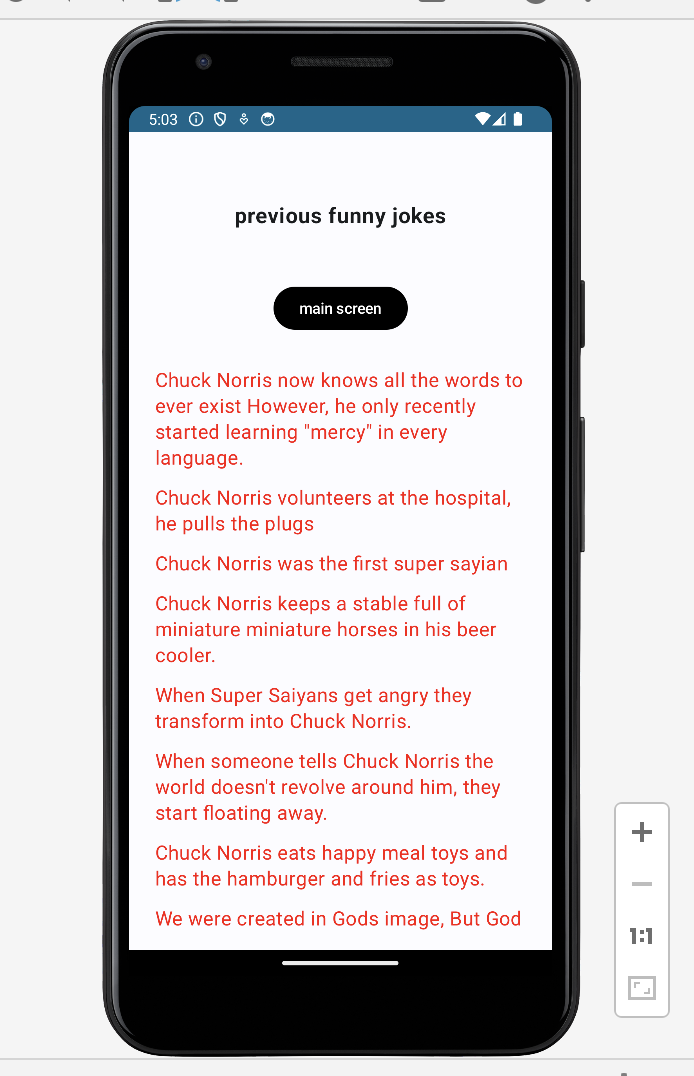 5:03
previous funny jokes
main screen
Chuck Norris now knows all the words to
ever exist However, he only recently
started learning "mercy" in every
language.
Chuck Norris volunteers at the hospital,
he pulls the plugs
Chuck Norris was the first super sayian
Chuck Norris keeps a stable full of
miniature miniature horses in his beer
cooler.
When Super Saiyans get angry they
transform into Chuck Norris.
When someone tells Chuck Norris the
world doesn't revolve around him, they
start floating away.
Chuck Norris eats happy meal toys and
has the hamburger and fries as toys.
We were created in Gods image, But God
1:1